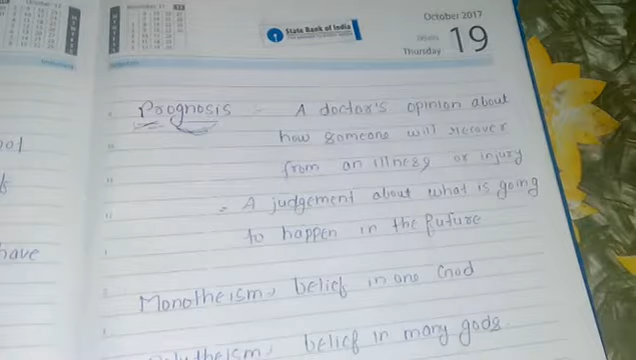 State Bank of India
October 2017
Thursday 19
Prognosis - A doctor's opinion about
how someone will recover
from an illness or injury
- A judgement about what is going
to happen in the future
Monotheism, belief in one God
belief in many gods.
have